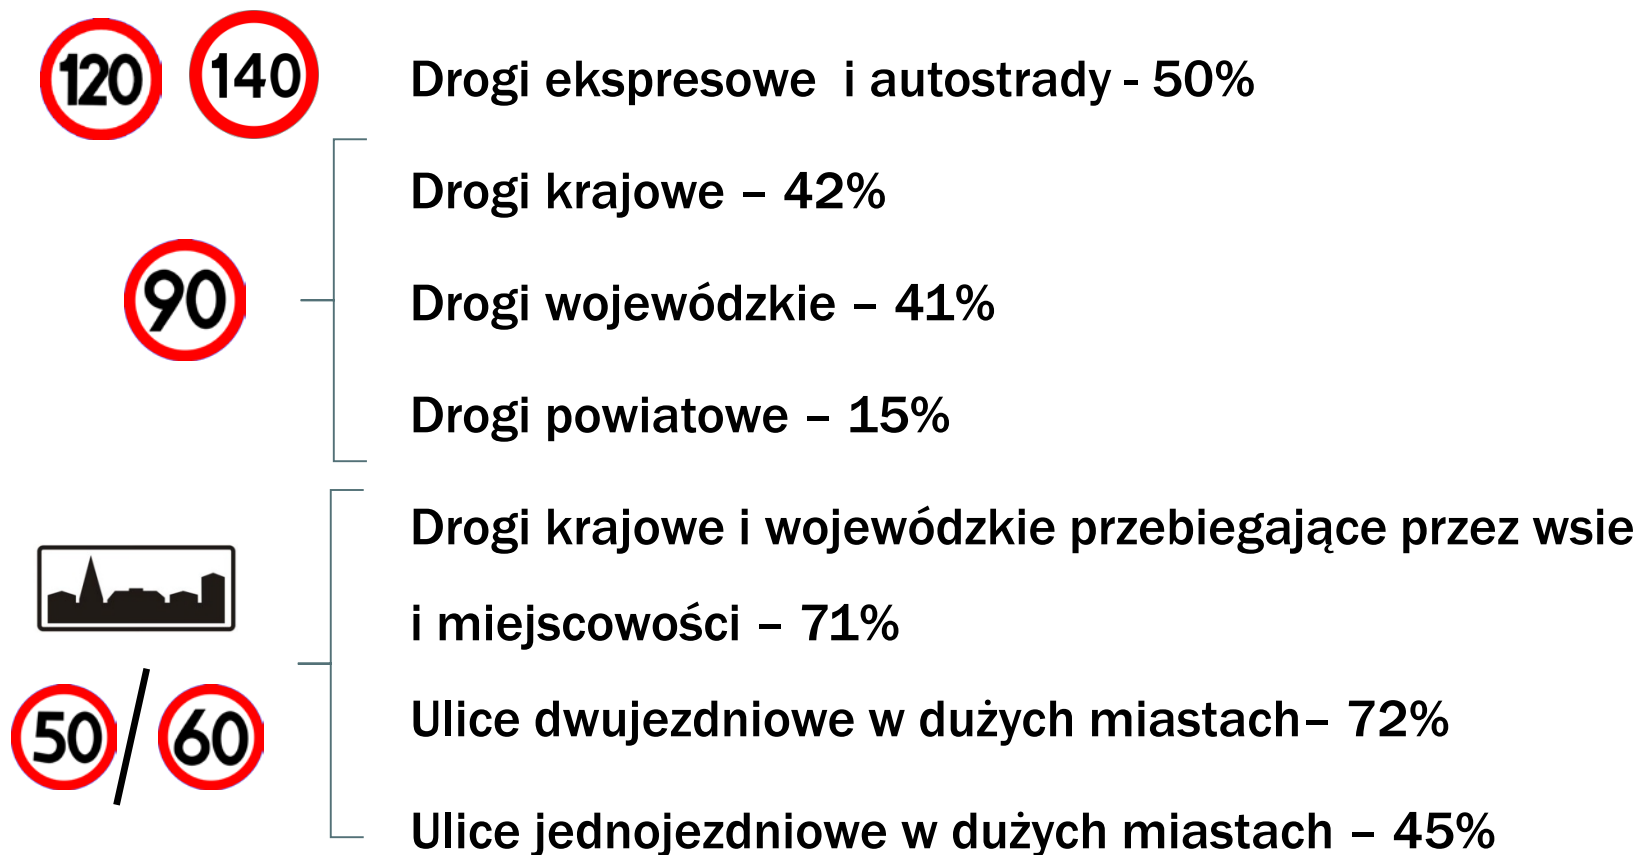 120 140 Drogi ekspresowe i autostrady - 50%
Drogi krajowe – 42%
90 Drogi wojewódzkie – 41%
Drogi powiatowe – 15%
Drogi krajowe i wojewódzkie przebiegające przez wsie
i miejscowości – 71%
50 / 60 Ulice dwujezdniowe w dużych miastach– 72%
Ulice jednojezdniowe w dużych miastach – 45%